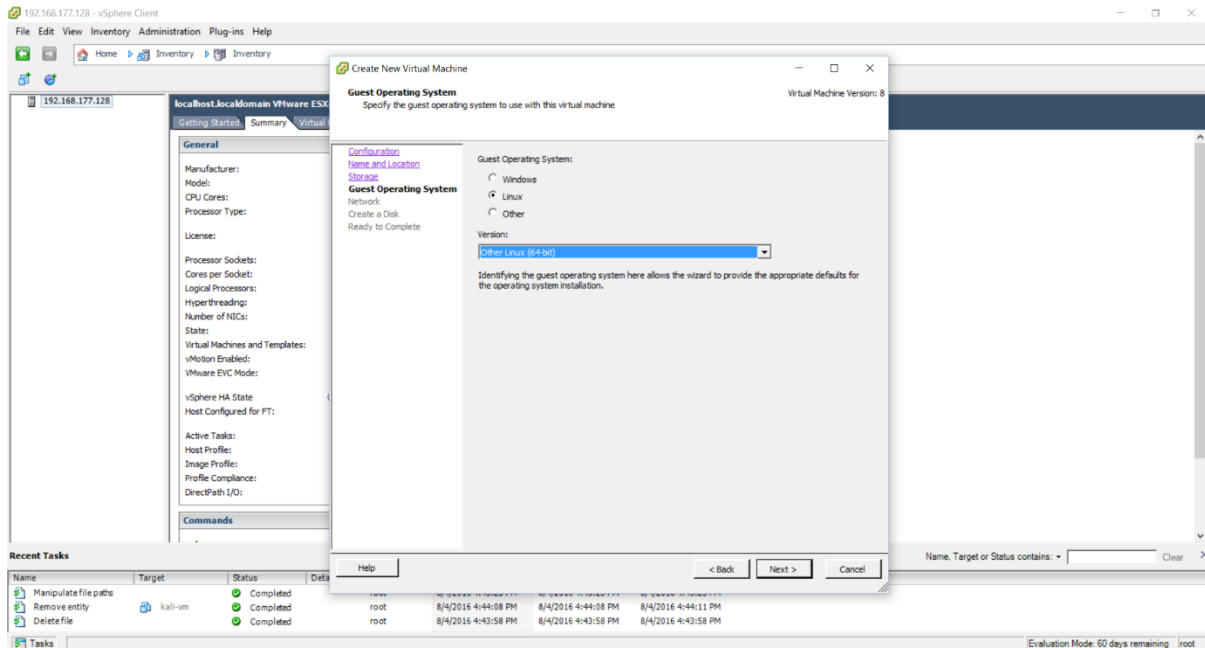 192.168.177.128 - vSphere Client
File Edit View Inventory Administration Plug-ins Help
Home Inventory Inventory
192.168.177.128
localhost.localdomain VMware ESX
Getting Started Summary Virtual
General
Manufacturer:
Model:
CPU Cores:
Processor Type:
License:
Processor Sockets:
Cores per Socket:
Logical Processors:
Hyperthreading:
Number of NICs:
State:
Virtual Machines and Templates:
vMotion Enabled:
VMware EVC Mode:
vSphere HA State
Host Configured for FT:
Active Tasks:
Host Profile:
Image Profile:
Profile Compliance:
DirectPath I/O:
Commands
Create New Virtual Machine
Guest Operating System
Virtual Machine Version: 8
Specify the guest operating system to use with this virtual machine
Configuration
Name and Location
Storage
Guest Operating System
Network
Create a Disk
Ready to Complete
Guest Operating System:
Windows
Linux
Other
Version:
Other Linux (64-bit)
Identifying the guest operating system here allows the wizard to provide the appropriate defaults for
the operating system installation.
Help
< Back
Next >
Cancel
Recent Tasks
Name, Target or Status contains:
Clear
Name Target Status Deta
Manipulate file paths Completed
Remove entity kali-vm Completed root 8/4/2016 4:44:08 PM 8/4/2016 4:44:08 PM 8/4/2016 4:44:11 PM
Delete file Completed root 8/4/2016 4:43:58 PM 8/4/2016 4:43:58 PM 8/4/2016 4:43:58 PM
Tasks
Evaluation Mode: 60 days remaining root